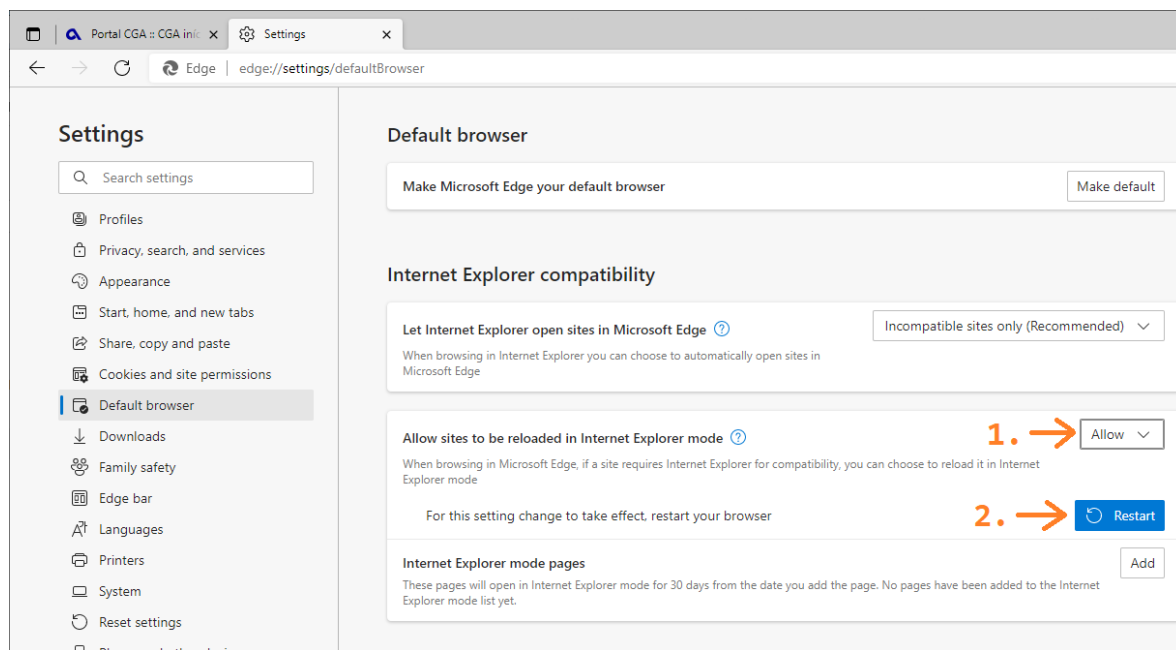 Portal CGA :: CGA iníc
Settings
Edge
edge://settings/defaultBrowser
Settings
Search settings
Profiles
Privacy, search, and services
Appearance
Start, home, and new tabs
Share, copy and paste
Cookies and site permissions
Default browser
Downloads
Family safety
Edge bar
Languages
Printers
System
Reset settings
Default browser
Make Microsoft Edge your default browser
Make default
Internet Explorer compatibility
Let Internet Explorer open sites in Microsoft Edge
Incompatible sites only (Recommended)
When browsing in Internet Explorer you can choose to automatically open sites in
Microsoft Edge
Allow sites to be reloaded in Internet Explorer mode
1.
Allow
When browsing in Microsoft Edge, if a site requires Internet Explorer for compatibility, you can choose to reload it in Internet
Explorer mode
For this setting change to take effect, restart your browser
2.
Restart
Internet Explorer mode pages
Add
These pages will open in Internet Explorer mode for 30 days from the date you add the page. No pages have been added to the Internet
Explorer mode list yet.